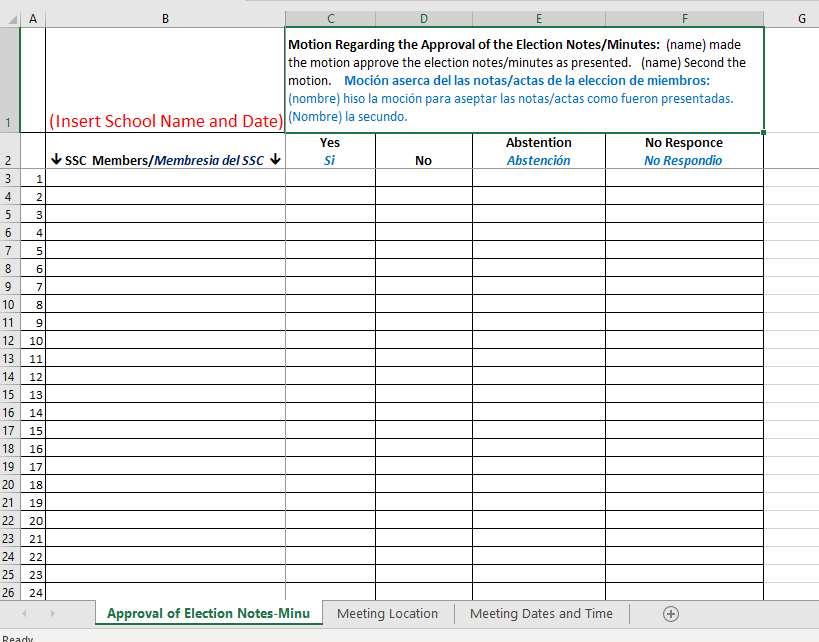 A B C D E F G
1 (Insert School Name and Date)
Motion Regarding the Approval of the Election Notes/Minutes: (name) made
the motion approve the election notes/minutes as presented. (name) Second the
motion. Moción aserca del las notas/actas de la eleccion de miembros:
(nombre) hiso la moción para aseptar las notas/actas como fueron presentadas.
(Nombre) la secundo.
Yes Abstention No Responce
2 ↓ SSC Members/Membresia del SSC ↓ Si No Abstención No Respondio
3 1
4 2
5 3
6 4
7 5
8 6
9 7
10 8
11 9
12 10
13 11
14 12
15 13
16 14
17 15
18 16
19 17
20 18
21 19
22 20
23 21
24 22
25 23
26 24
Approval of Election Notes-Minu Meeting Location Meeting Dates and Time
Ready